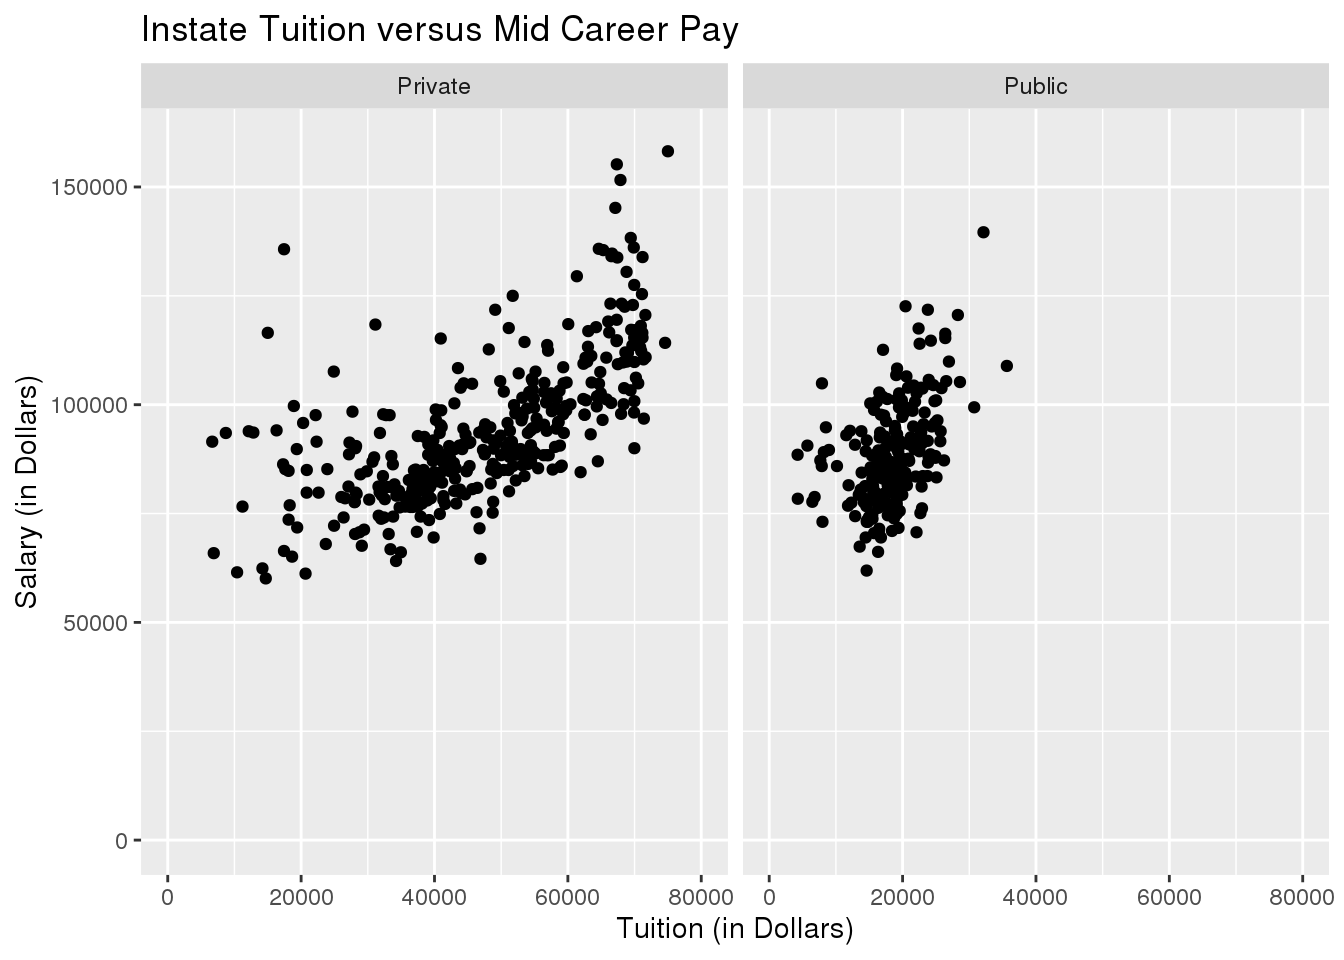 Instate Tuition versus Mid Career Pay
Private Public
150000
100000
50000
0
Salary (in Dollars)
0 20000 40000 60000 80000 0 20000 40000 60000 80000
Tuition (in Dollars)